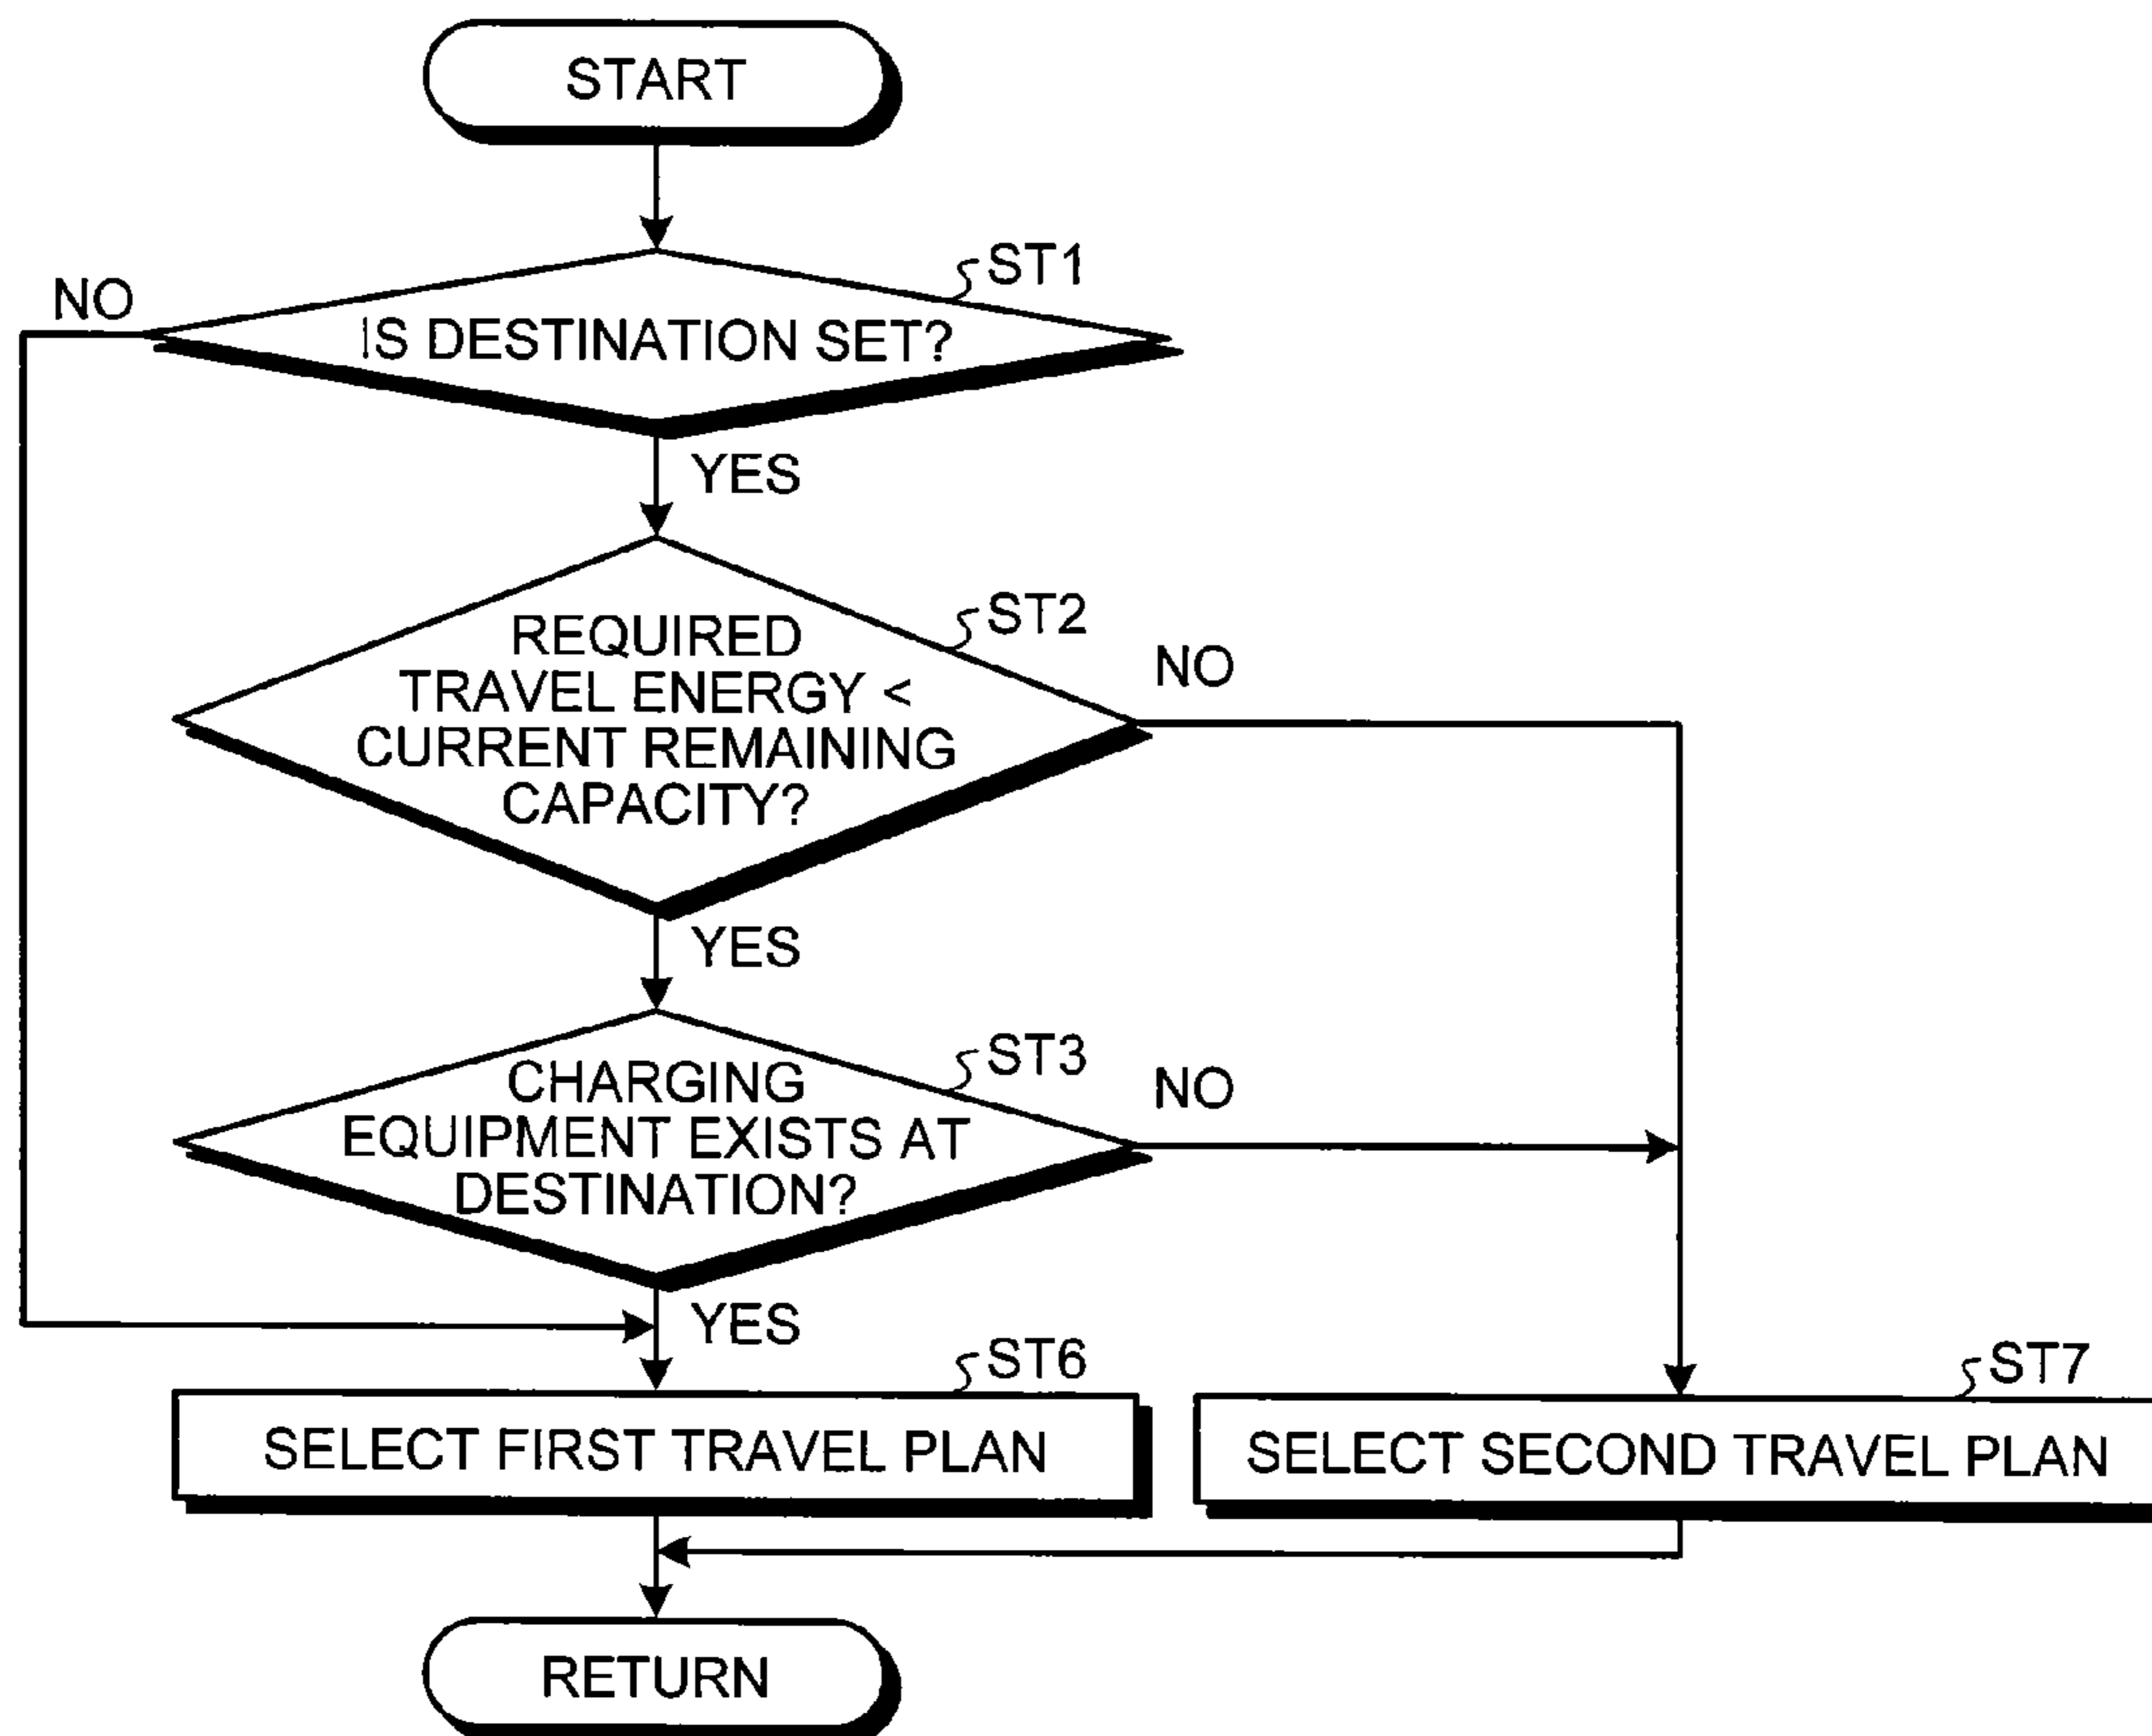 START
ST1
NO
IS DESTINATION SET?
YES
ST2
REQUIRED
TRAVEL ENERGY <
CURRENT REMAINING
CAPACITY?
NO
YES
ST3
CHARGING
EQUIPMENT EXISTS AT
DESTINATION?
NO
YES
ST6
SELECT FIRST TRAVEL PLAN
ST7
SELECT SECOND TRAVEL PLAN
RETURN